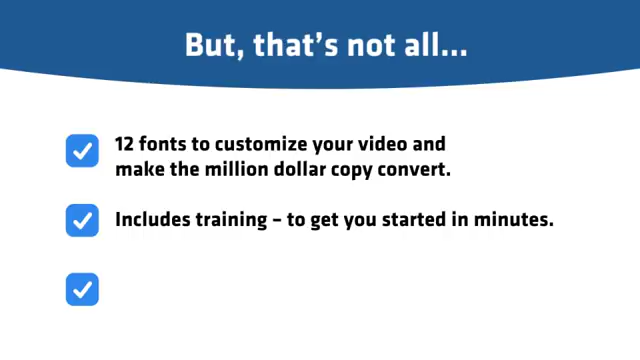 But, that's not all...
12 fonts to customize your video and
make the million dollar copy convert.
Includes training – to get you started in minutes.